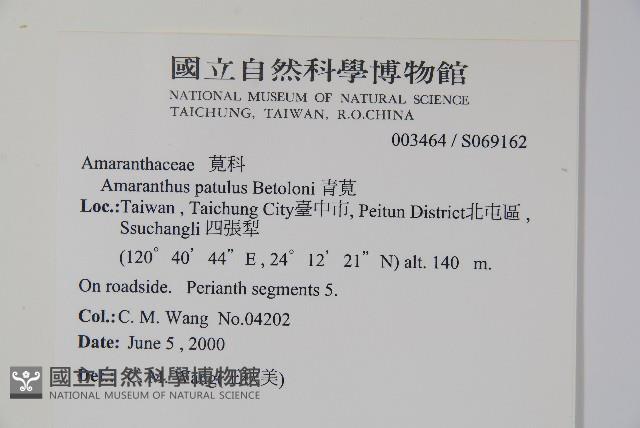 國立自然科學博物館
NATIONAL MUSEUM OF NATURAL SCIENCE
TAICHUNG, TAIWAN, R.O.CHINA
003464 / S069162
Amaranthaceae 莧科
Amaranthus patulus Betoloni 青莧
Loc.:Taiwan , Taichung City臺中市, Peitun District北屯區 ,
Ssuchangli 四張犁
(120° 40' 44" E , 24° 12' 21" N) alt. 140 m.
On roadside. Perianth segments 5.
Col.: C. M. Wang No.04202
Date: June 5 , 2000
Det.: M. Wang(美)
國立自然科學博物館
NATIONAL MUSEUM OF NATURAL SCIENCE